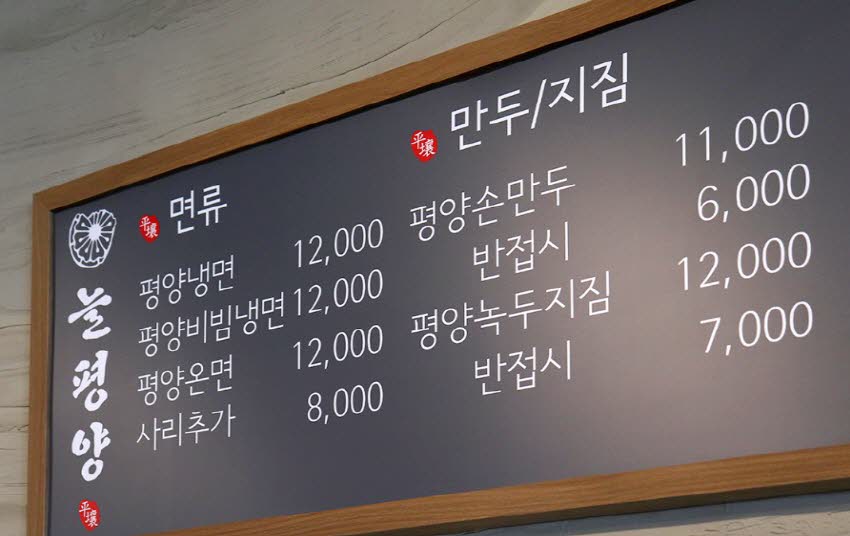 늘평양
平壤
平壤 면류
평양냉면 12,000
평양비빔냉면 12,000
평양온면 12,000
사리추가 8,000
平壤 만두/지짐
평양손만두 11,000
반접시 6,000
평양녹두지짐 12,000
반접시 7,000